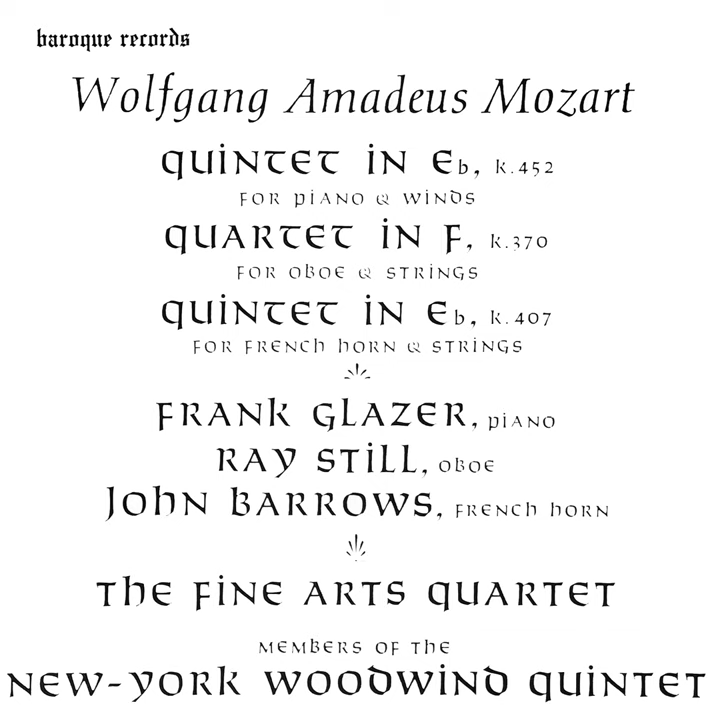 baroque records
Wolfgang Amadeus Mozart
QUINTET IN Eb, K.452
FOR PIANO & WINDS
QUARTET IN F, K.370
FOR OBOE & STRINGS
QUINTET IN Eb, K.407
FOR FRENCH HORN & STRINGS
FRANK GLAZER, PIANO
RAY STILL, OBOE
JOHN BARROWS, FRENCH HORN
THE FINE ARTS QUARTET
MEMBERS OF THE
NEW-YORK WOODWIND QUINTET